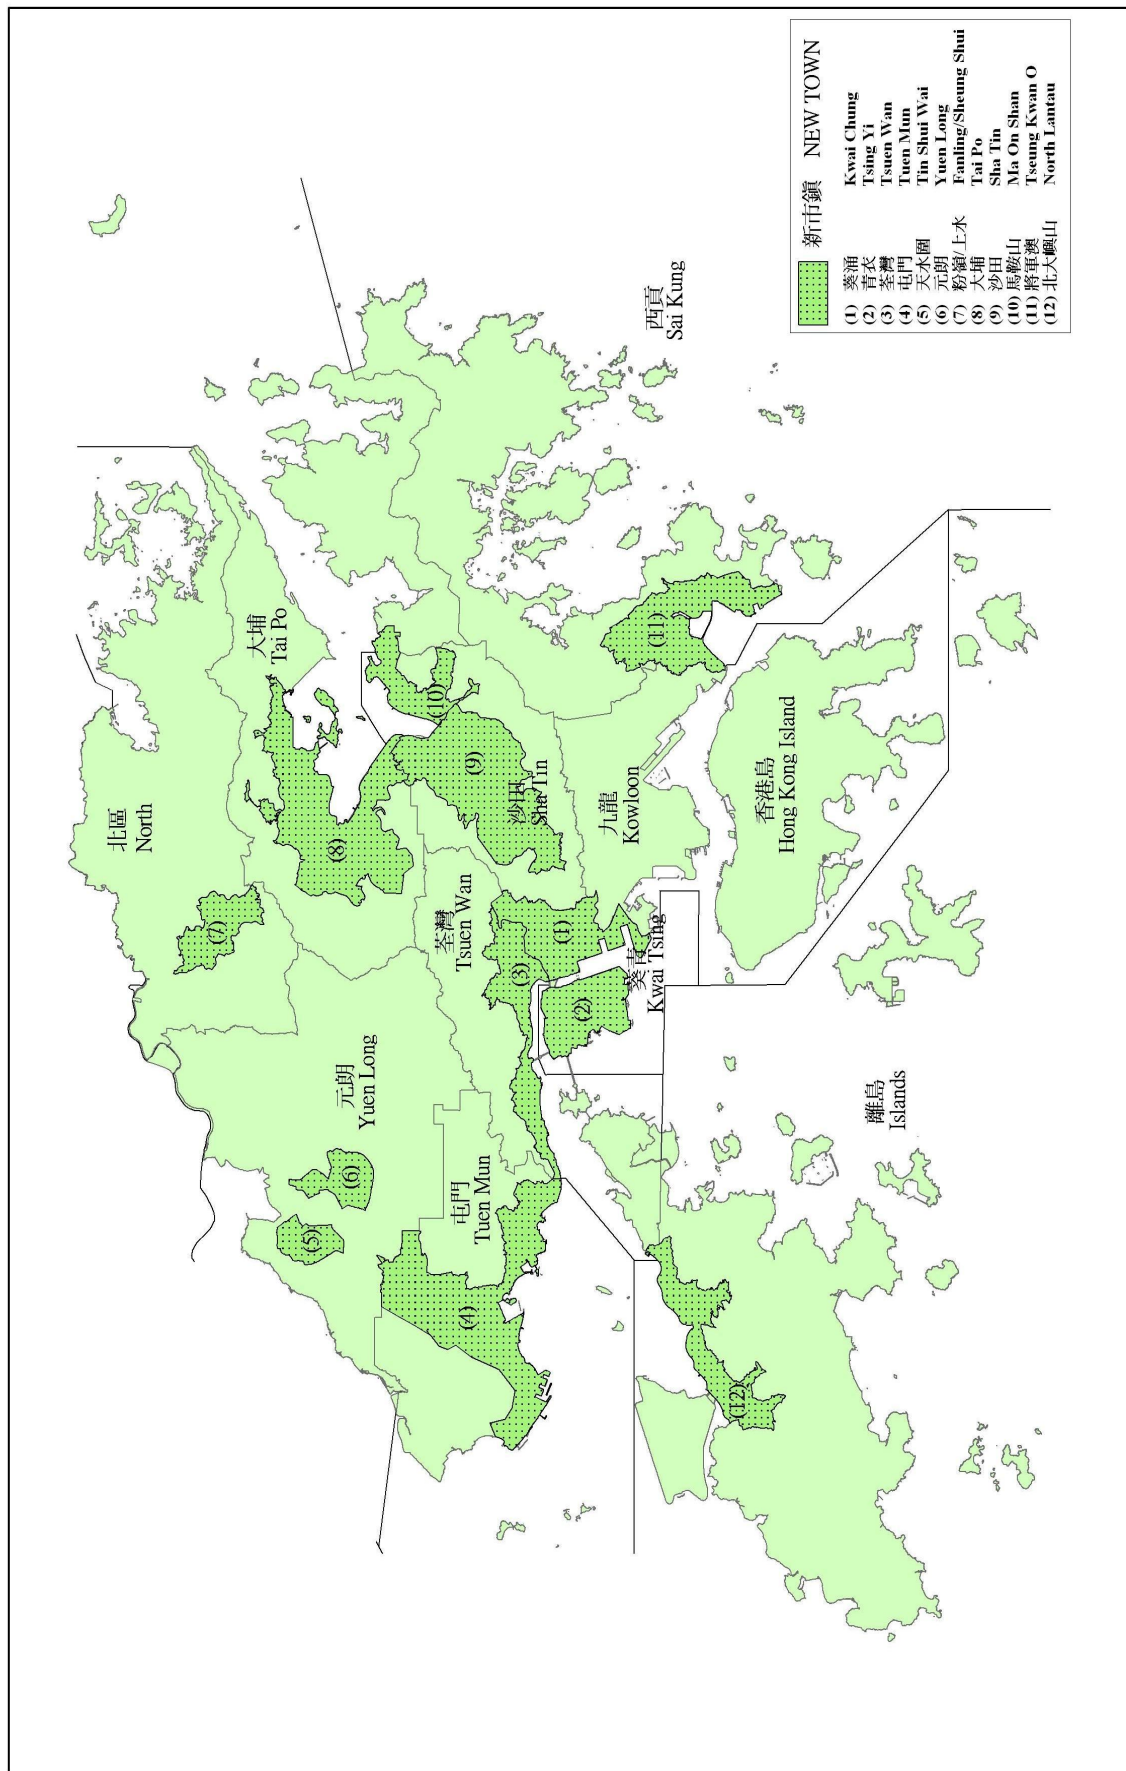 北區
North
大埔
Tai Po
元朗
Yuen Long
荃灣
Tsuen Wan
屯門
Tuen Mun
沙田
Sha Tin
西貢
Sai Kung
九龍
Kowloon
葵青
Kwai Tsing
香港島
Hong Kong Island
離島
Islands
(7)
(8)
(5)
(6)
(10)
(9)
(4)
(3)
(1)
(2)
(11)
(12)
新市鎮 NEW TOWN
(1) 葵涌 Kwai Chung
(2) 青衣 Tsing Yi
(3) 荃灣 Tsuen Wan
(4) 屯門 Tuen Mun
(5) 天水圍 Tin Shui Wai
(6) 元朗 Yuen Long
(7) 粉嶺/上水 Fanling/Sheung Shui
(8) 大埔 Tai Po
(9) 沙田 Sha Tin
(10) 馬鞍山 Ma On Shan
(11) 將軍澳 Tseung Kwan O
(12) 北大嶼山 North Lantau